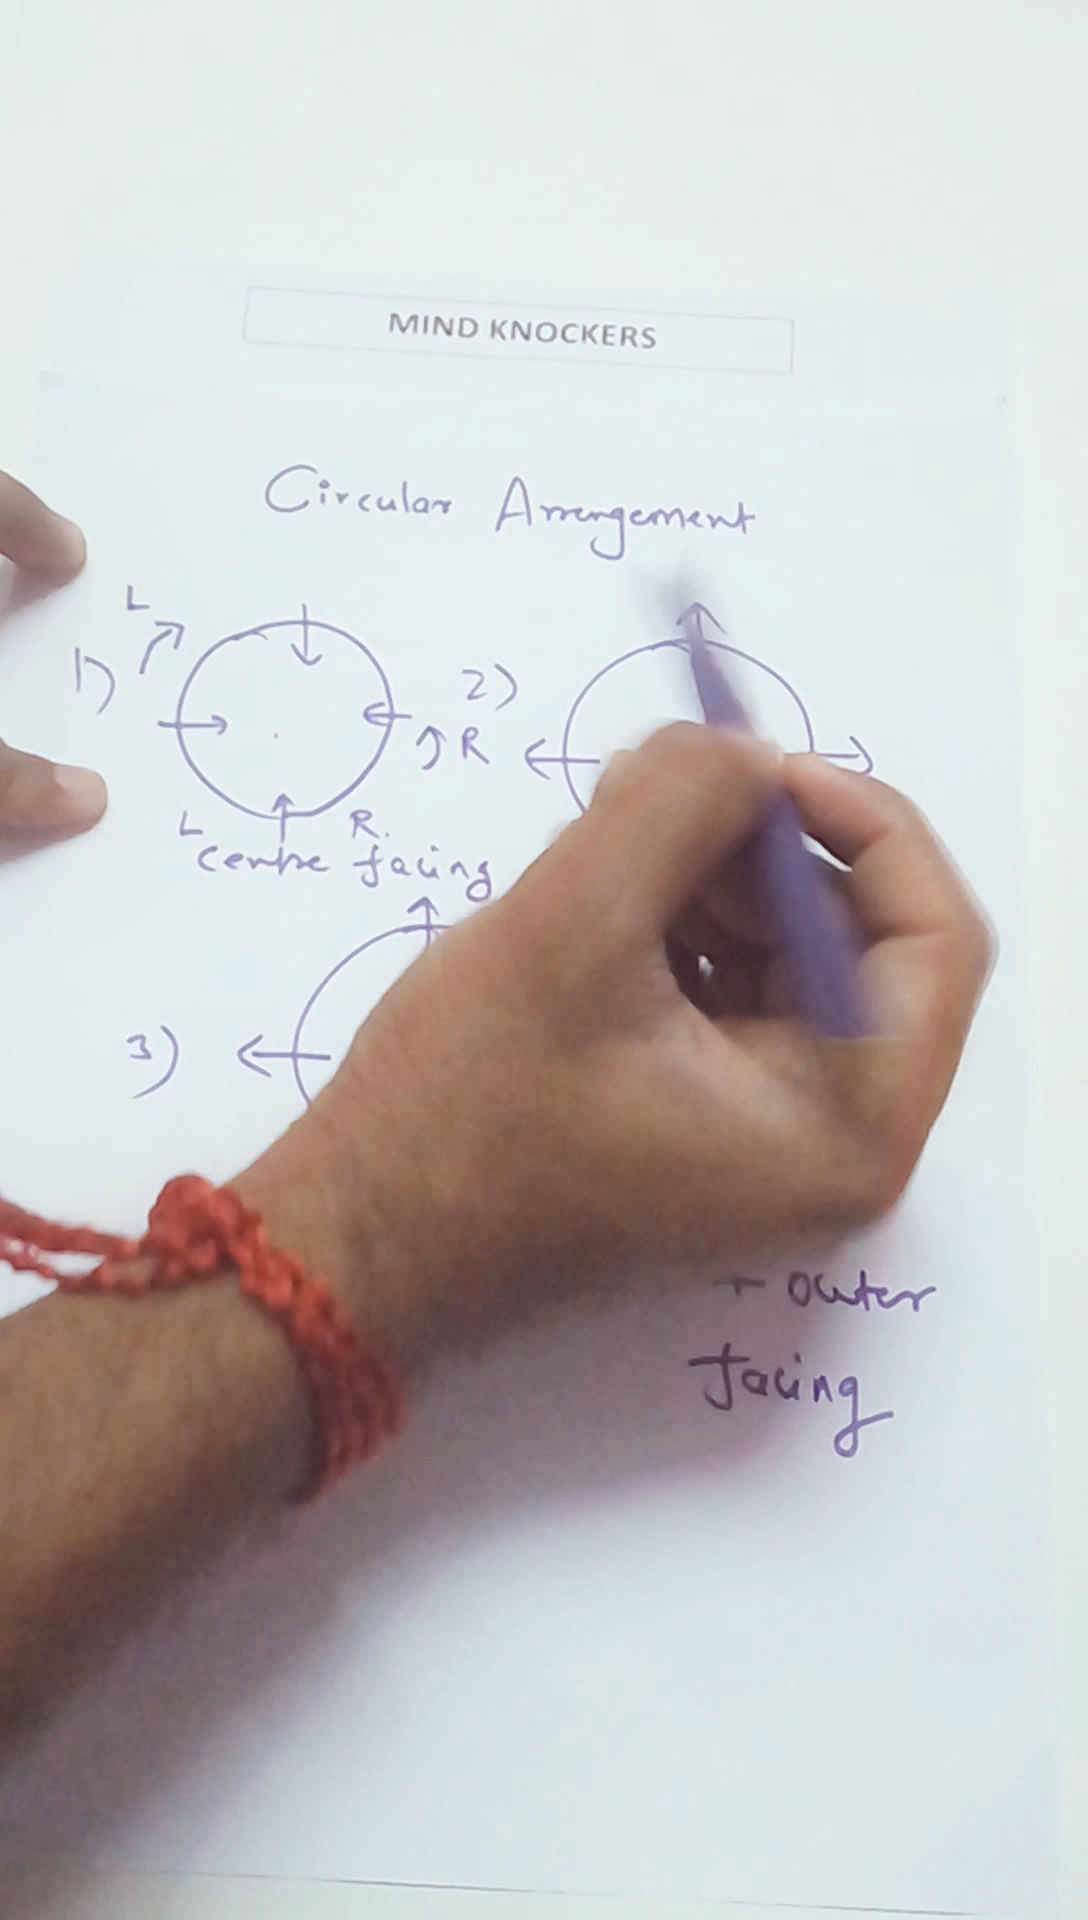 MIND KNOCKERS
Circular Arrangement
L
1)
2)
R
L R.
Centre facing
3)
+ outer
facing